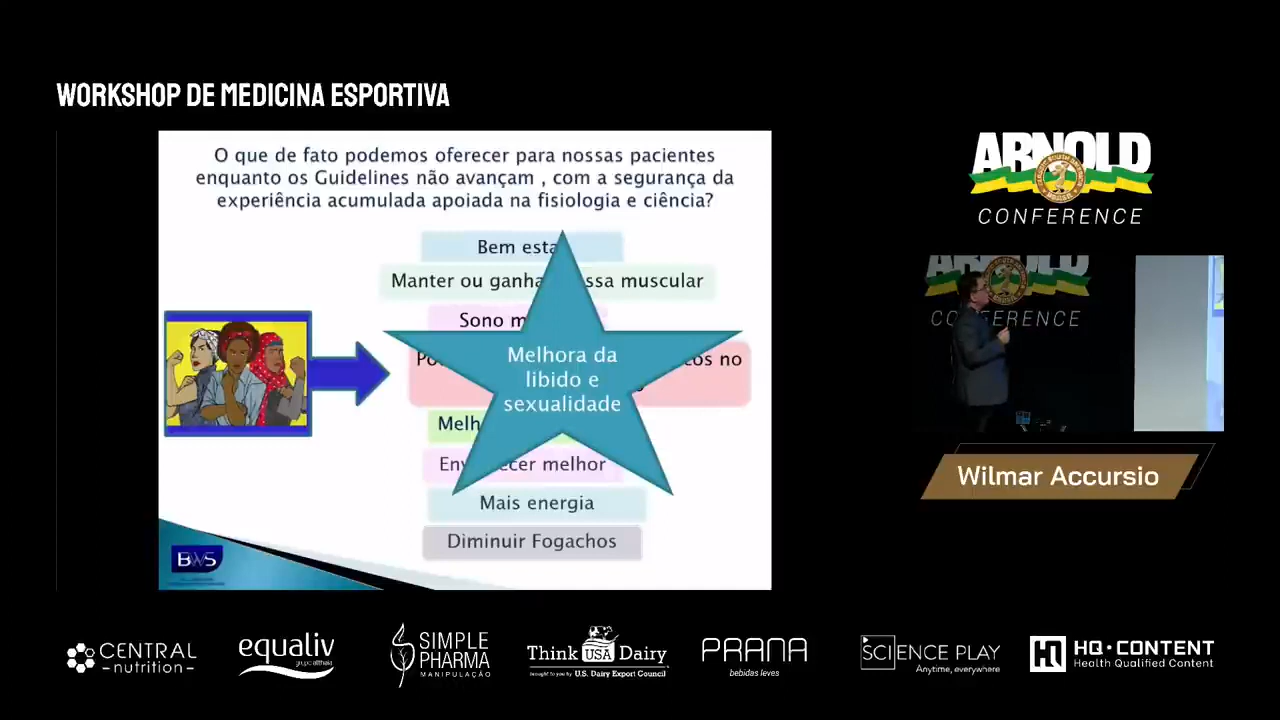 WORKSHOP DE MEDICINA ESPORTIVA
O que de fato podemos oferecer para nossas pacientes
enquanto os Guidelines não avançam , com a segurança da
experiência acumulada apoiada na fisiologia e ciência?
Bem esta
Manter ou ganha ssa muscular
Sono m
Po cos no
Melhora da
libido e
sexualidade
Melh
Env cer melhor
Mais energia
Diminuir Fogachos
BWS
ARNOLD
CONFERENCE
ARNOLD
CONFERENCE
Wilmar Accursio
CENTRAL
nutrition
equaliv
grupo althaia
SIMPLE
PHARMA
MANIPULAÇÃO
Think USA Dairy
brought to you by U.S. Dairy Export Council
PRANA
bebidas leves
SCIENCE PLAY
Anytime, everywhere
HQ HQ•CONTENT
Health Qualified Content